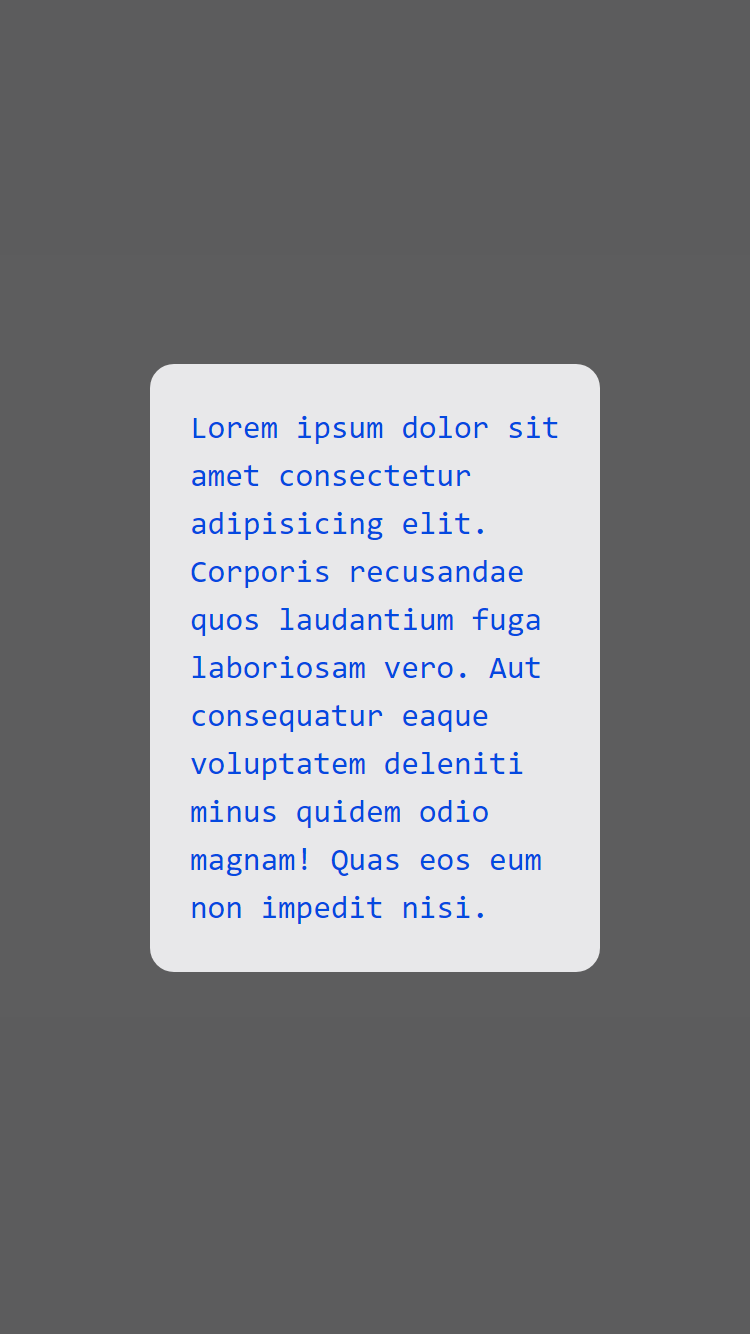 Lorem ipsum dolor sit
amet consectetur
adipisicing elit.
Corporis recusandae
quos laudantium fuga
laboriosam vero. Aut
consequatur eaque
voluptatem deleniti
minus quidem odio
magnam! Quas eos eum
non impedit nisi.